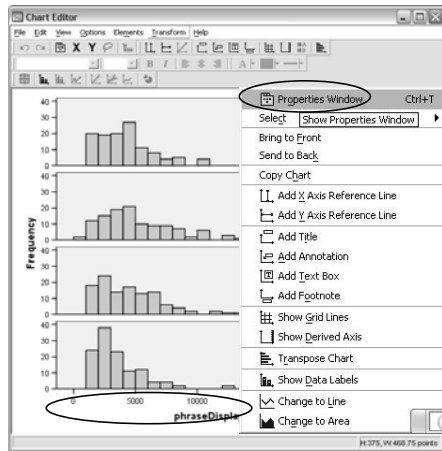 Chart Editor
File Edit View Options Elements Transform Help
X Y
B I
A
Properties Window Ctrl+T
Select
Show Properties Window
Bring to Front
Send to Back
Copy Chart
Add X Axis Reference Line
Add Y Axis Reference Line
Add Title
Add Annotation
Add Text Box
Add Footnote
Show Grid Lines
Show Derived Axis
Transpose Chart
Show Data Labels
Change to Line
Change to Area
Frequency
40
30
20
10
0
40
30
20
10
0
40
30
20
10
0
40
30
20
10
0
0 5000 10000
phraseDispla
H:375, W:468.75 points